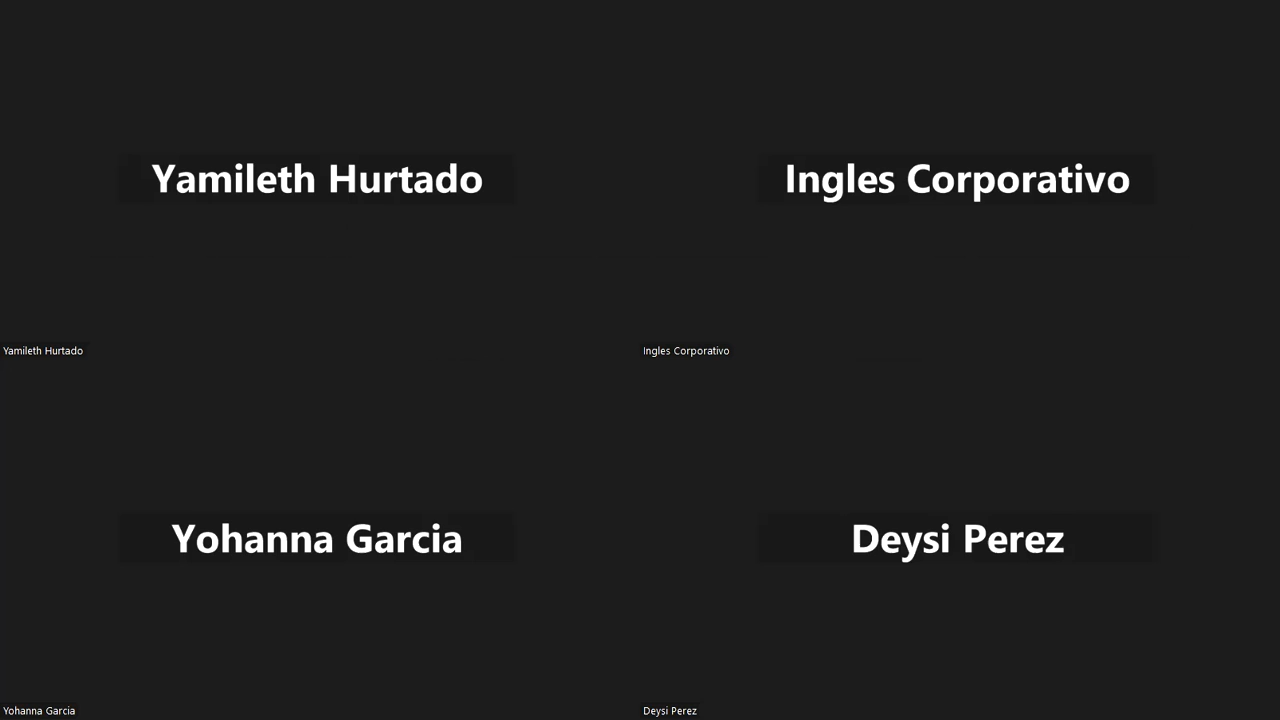 Yamileth Hurtado
Ingles Corporativo
Yamileth Hurtado
Ingles Corporativo
Yohanna Garcia
Deysi Perez
Yohanna Garcia
Deysi Perez